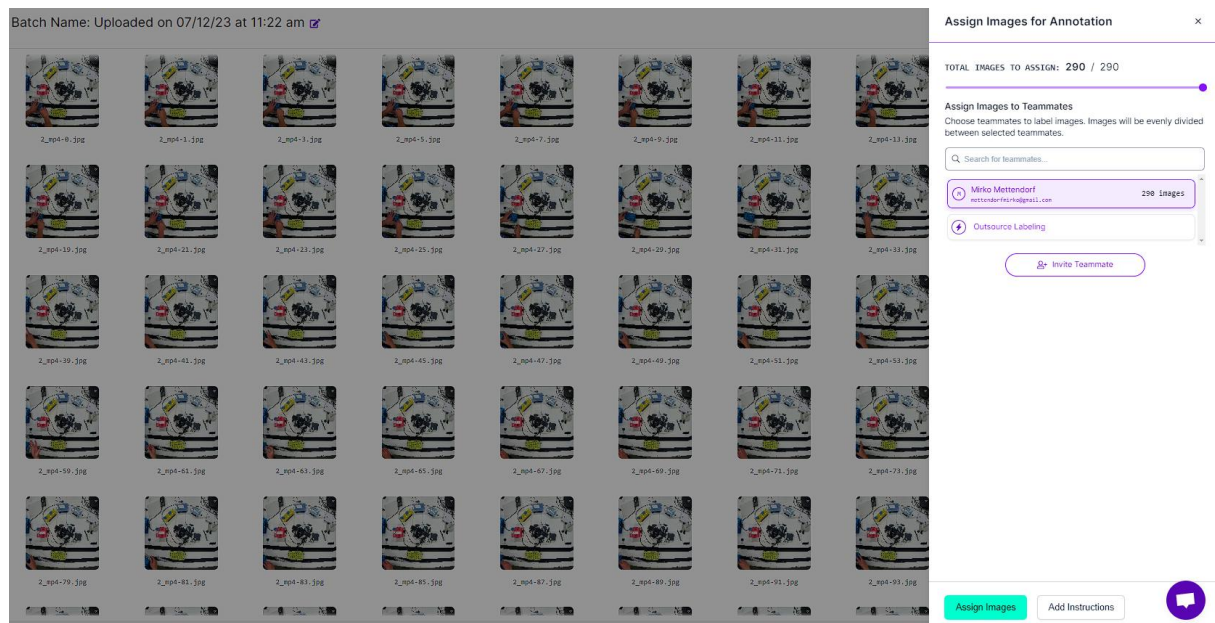 Batch Name: Uploaded on 07/12/23 at 11:22 am
2_mp4-0.jpg 2_mp4-1.jpg 2_mp4-3.jpg 2_mp4-5.jpg 2_mp4-7.jpg 2_mp4-9.jpg 2_mp4-11.jpg 2_mp4-13.jpg
2_mp4-19.jpg 2_mp4-21.jpg 2_mp4-23.jpg 2_mp4-25.jpg 2_mp4-27.jpg 2_mp4-29.jpg 2_mp4-31.jpg 2_mp4-33.jpg
2_mp4-39.jpg 2_mp4-41.jpg 2_mp4-43.jpg 2_mp4-45.jpg 2_mp4-47.jpg 2_mp4-49.jpg 2_mp4-51.jpg 2_mp4-53.jpg
2_mp4-59.jpg 2_mp4-61.jpg 2_mp4-63.jpg 2_mp4-65.jpg 2_mp4-67.jpg 2_mp4-69.jpg 2_mp4-71.jpg 2_mp4-73.jpg
2_mp4-79.jpg 2_mp4-81.jpg 2_mp4-83.jpg 2_mp4-85.jpg 2_mp4-87.jpg 2_mp4-89.jpg 2_mp4-91.jpg 2_mp4-93.jpg
Assign Images for Annotation
TOTAL IMAGES TO ASSIGN: 290 / 290
Assign Images to Teammates
Choose teammates to label images. Images will be evenly divided
between selected teammates.
Search for teammates...
M Mirko Mettendorf 290 images
mettendorfmirko@gmail.com
Outsource Labeling
Invite Teammate
Assign Images Add Instructions